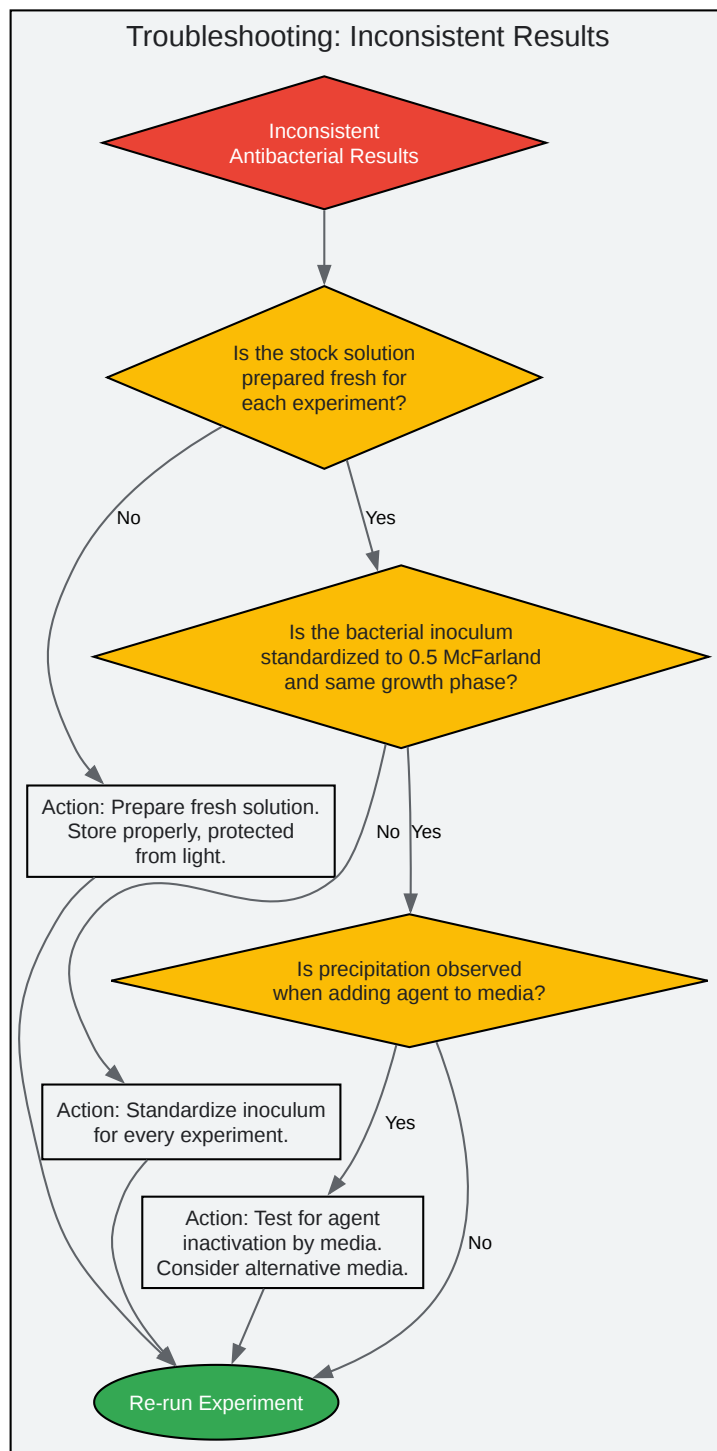 Troubleshooting: Inconsistent Results
Inconsistent
Antibacterial Results
Is the stock solution
prepared fresh for
each experiment?
No
Yes
Is the bacterial inoculum
standardized to 0.5 McFarland
and same growth phase?
Action: Prepare fresh solution.
Store properly, protected
from light.
No
Yes
Is precipitation observed
when adding agent to media?
Action: Standardize inoculum
for every experiment.
Yes
Action: Test for agent
inactivation by media.
Consider alternative media.
No
Re-run Experiment